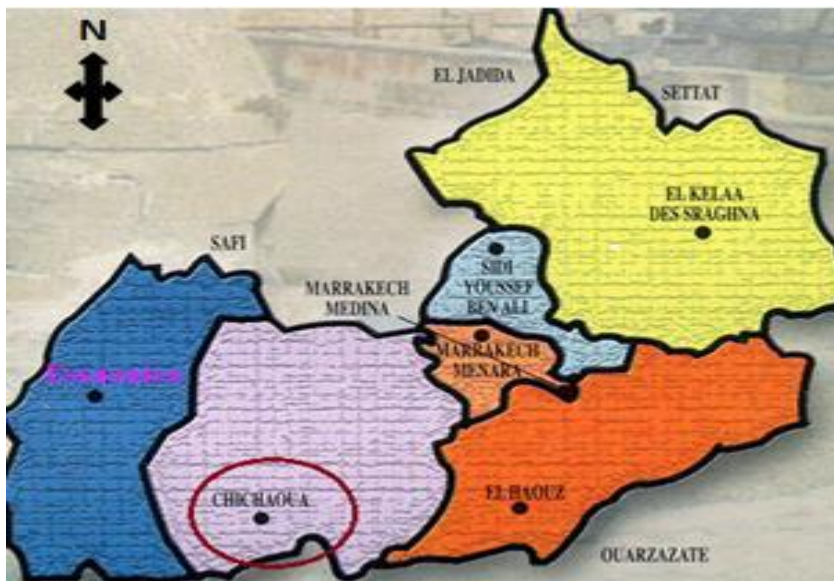 N
EL JADIDA
SETTAT
EL KELAA
DES SRAGHNA
SAFI
SIDI
YOUSSEF
BEN ALI
MARRAKECH
MEDINA
MARRAKECH
MENARA
CHICHAOUA
EL HAOUZ
OUARZAZATE